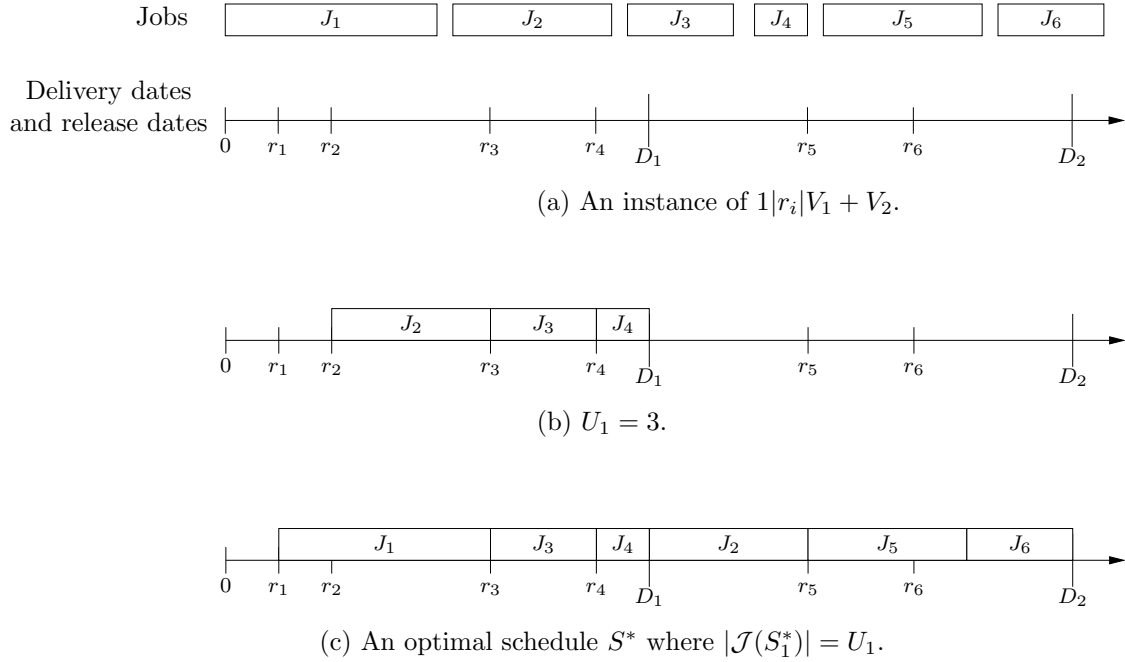 Jobs J₁ J₂ J₃ J₄ J₅ J₆
Delivery dates
and release dates
0 r₁ r₂ r₃ r₄ D₁ r₅ r₆ D₂
(a) An instance of 1|rᵢ|V₁ + V₂.
J₂ J₃ J₄
0 r₁ r₂ r₃ r₄ D₁ r₅ r₆ D₂
(b) U₁ = 3.
J₁ J₃ J₄ J₂ J₅ J₆
0 r₁ r₂ r₃ r₄ D₁ r₅ r₆ D₂
(c) An optimal schedule S* where |𝒥(S₁*)| = U₁.